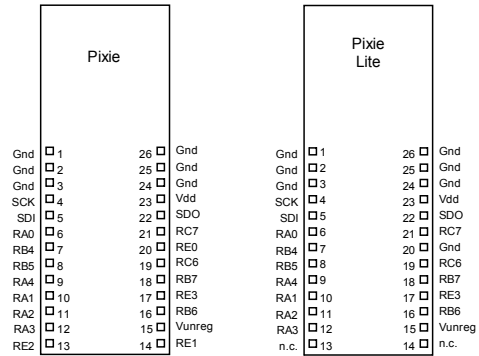 Pixie
Gnd 1 26 Gnd
Gnd 2 25 Gnd
Gnd 3 24 Gnd
SCK 4 23 Vdd
SDI 5 22 SDO
RA0 6 21 RC7
RB4 7 20 RE0
RB5 8 19 RC6
RA4 9 18 RB7
RA1 10 17 RE3
RA2 11 16 RB6
RA3 12 15 Vunreg
RE2 13 14 RE1
Pixie
Lite
Gnd 1 26 Gnd
Gnd 2 25 Gnd
Gnd 3 24 Gnd
SCK 4 23 Vdd
SDI 5 22 SDO
RA0 6 21 RC7
RB4 7 20 Gnd
RB5 8 19 RC6
RA4 9 18 RB7
RA1 10 17 RE3
RA2 11 16 RB6
RA3 12 15 Vunreg
n.c. 13 14 n.c.